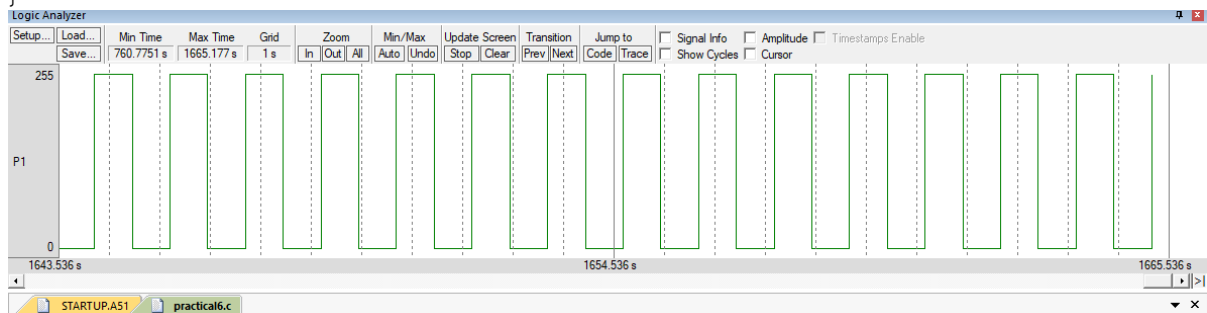 }
Logic Analyzer
Setup... Load... Min Time Max Time Grid Zoom Min/Max Update Screen Transition Jump to Signal Info Amplitude Timestamps Enable
Save... 760.7751 s 1665.177 s 1 s In Out All Auto Undo Stop Clear Prev Next Code Trace Show Cycles Cursor
255
P1
0
1643.536 s 1654.536 s 1665.536 s
STARTUP.A51 practical6.c